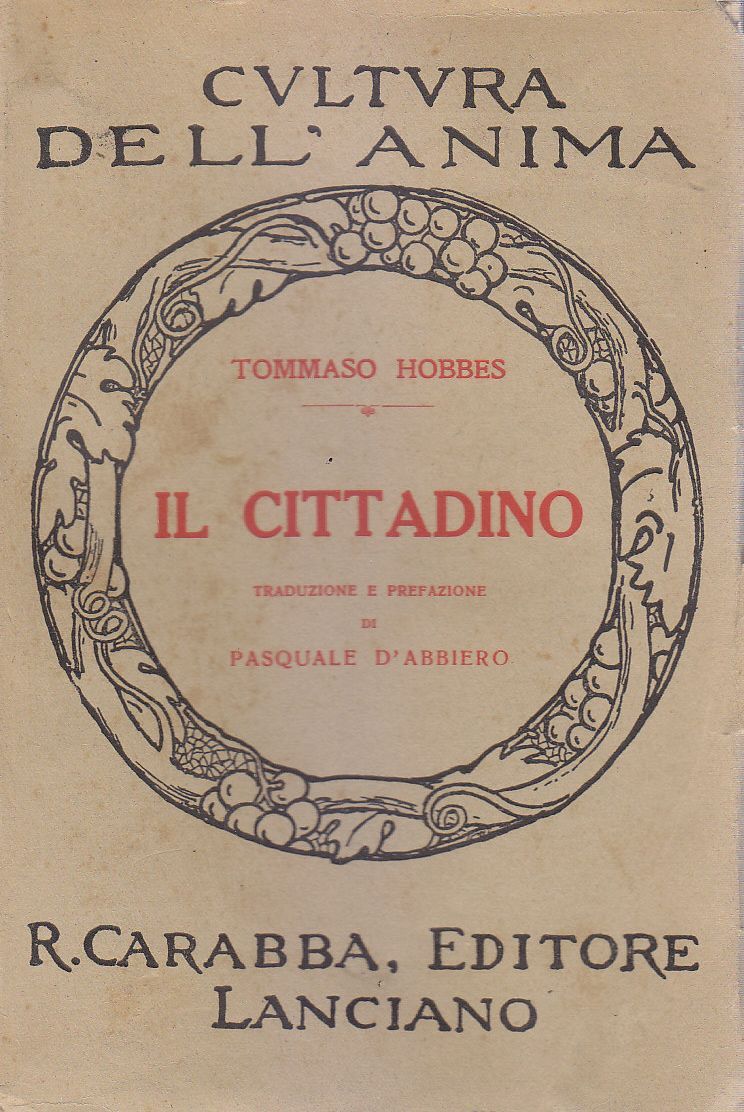 CVLTVRA
DELL' ANIMA
TOMMASO HOBBES
IL CITTADINO
TRADUZIONE E PREFAZIONE
DI
PASQUALE D'ABBIERO
R. CARABBA, EDITORE
LANCIANO